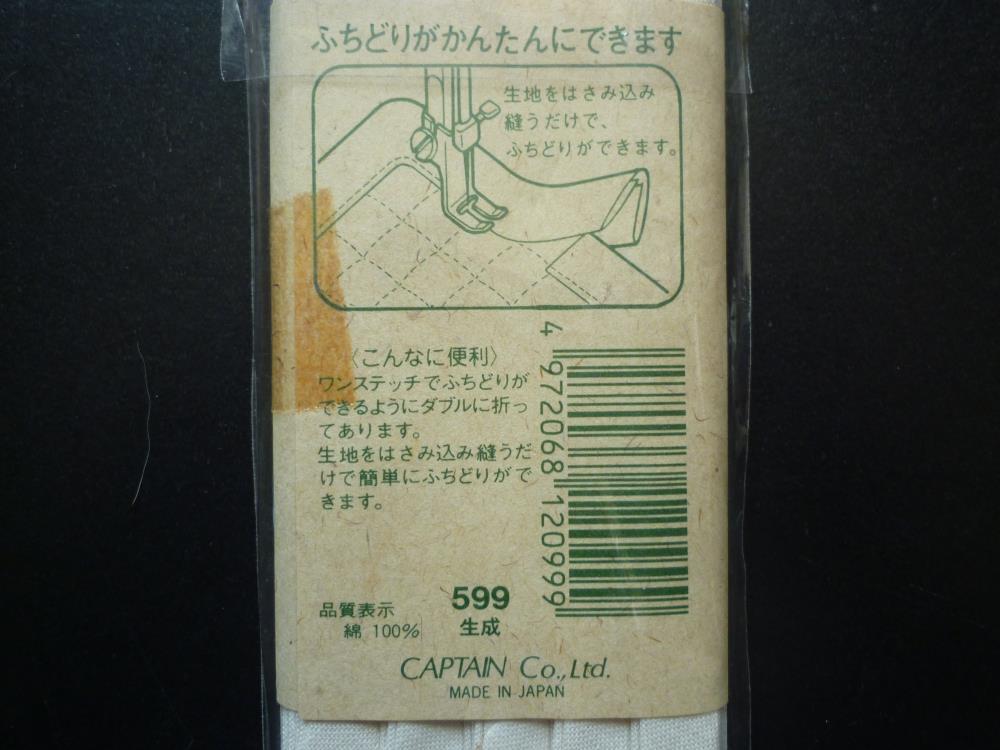 ふちどりがかんたんにできます
生地をはさみ込み
縫うだけで、
ふちどりができます。
〈こんなに便利〉
ワンステッチでふちどりが
できるようにダブルに折っ
てあります。
生地をはさみ込み縫うだ
けで簡単にふちどりがで
きます。
4 972068 120999
品質表示
綿 100%
599
生成
CAPTAIN Co.,Ltd.
MADE IN JAPAN